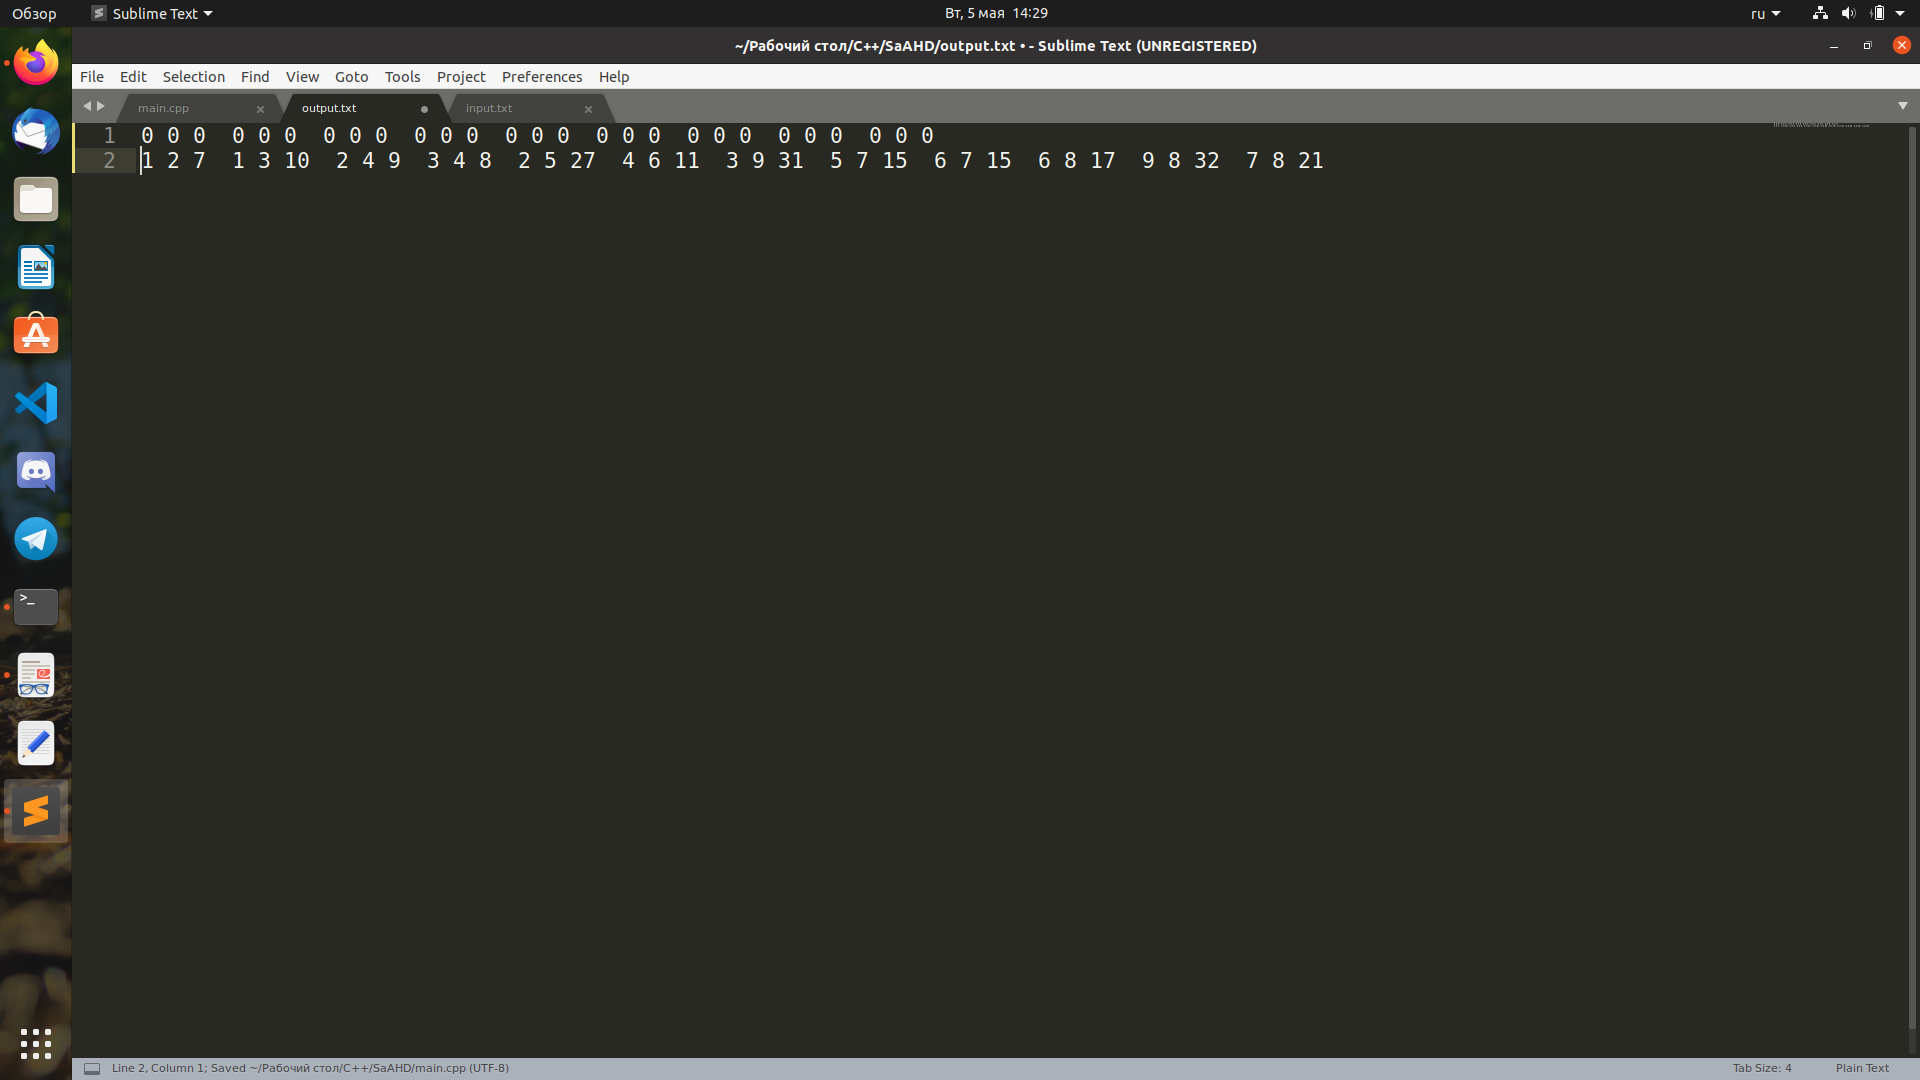 Обзор Sublime Text Вт, 5 мая 14:29 ru
~/Рабочий стол/C++/SaAHD/output.txt • - Sublime Text (UNREGISTERED)
File Edit Selection Find View Goto Tools Project Preferences Help
main.cpp output.txt input.txt
1 0 0 0  0 0 0  0 0 0  0 0 0  0 0 0  0 0 0  0 0 0  0 0 0  0 0 0
2 1 2 7  1 3 10  2 4 9  3 4 8  2 5 27  4 6 11  3 9 31  5 7 15  6 7 15  6 8 17  9 8 32  7 8 21
Line 2, Column 1; Saved ~/Рабочий стол/C++/SaAHD/main.cpp (UTF-8) Tab Size: 4 Plain Text